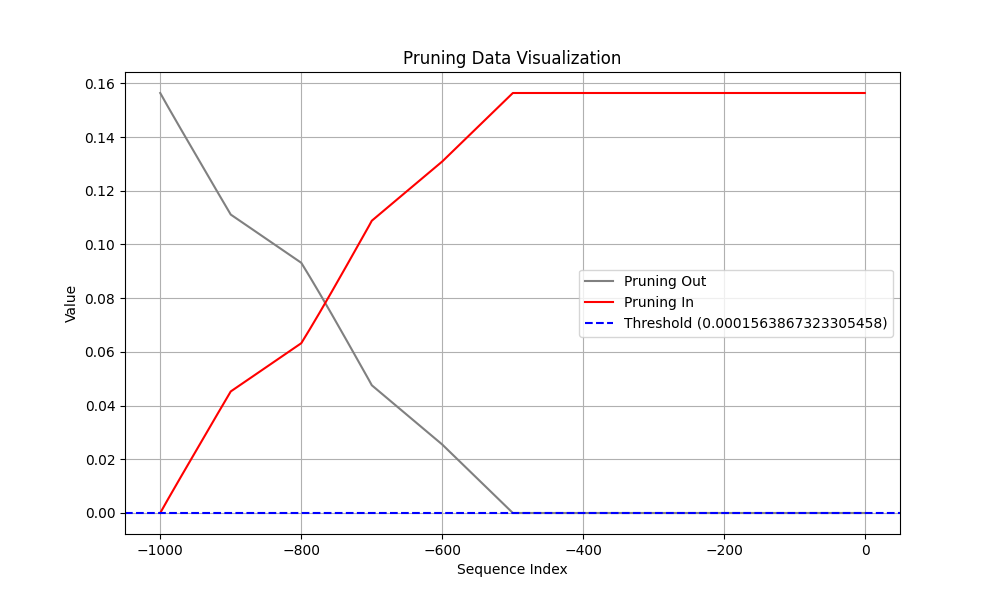 Pruning Data Visualization
0.16
0.14
0.12
0.10
0.08
0.06
0.04
0.02
0.00
Value
Pruning Out
Pruning In
Threshold (0.0001563867323305458)
−1000
−800
−600
−400
−200
0
Sequence Index